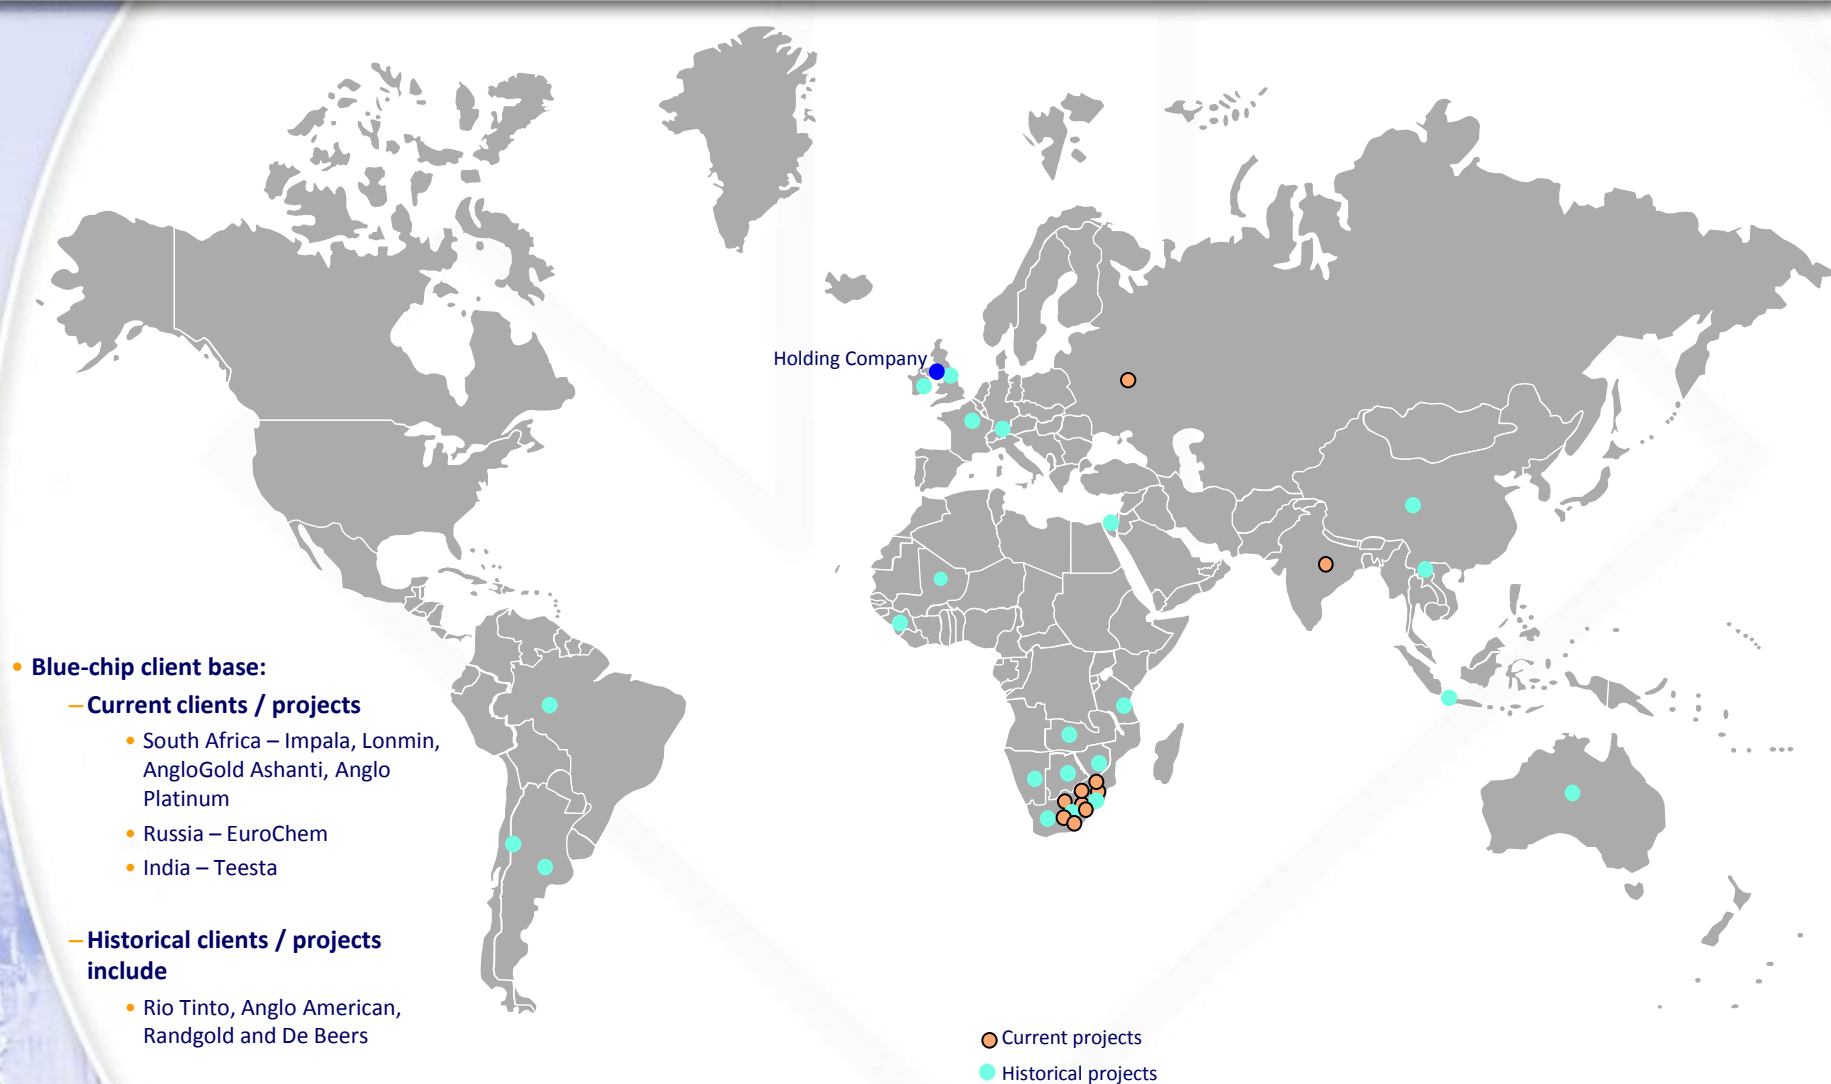 Holding Company
• Blue-chip client base:
– Current clients / projects
• South Africa – Impala, Lonmin,
AngloGold Ashanti, Anglo
Platinum
• Russia – EuroChem
• India – Teesta
– Historical clients / projects
include
• Rio Tinto, Anglo American,
Randgold and De Beers
Current projects
Historical projects